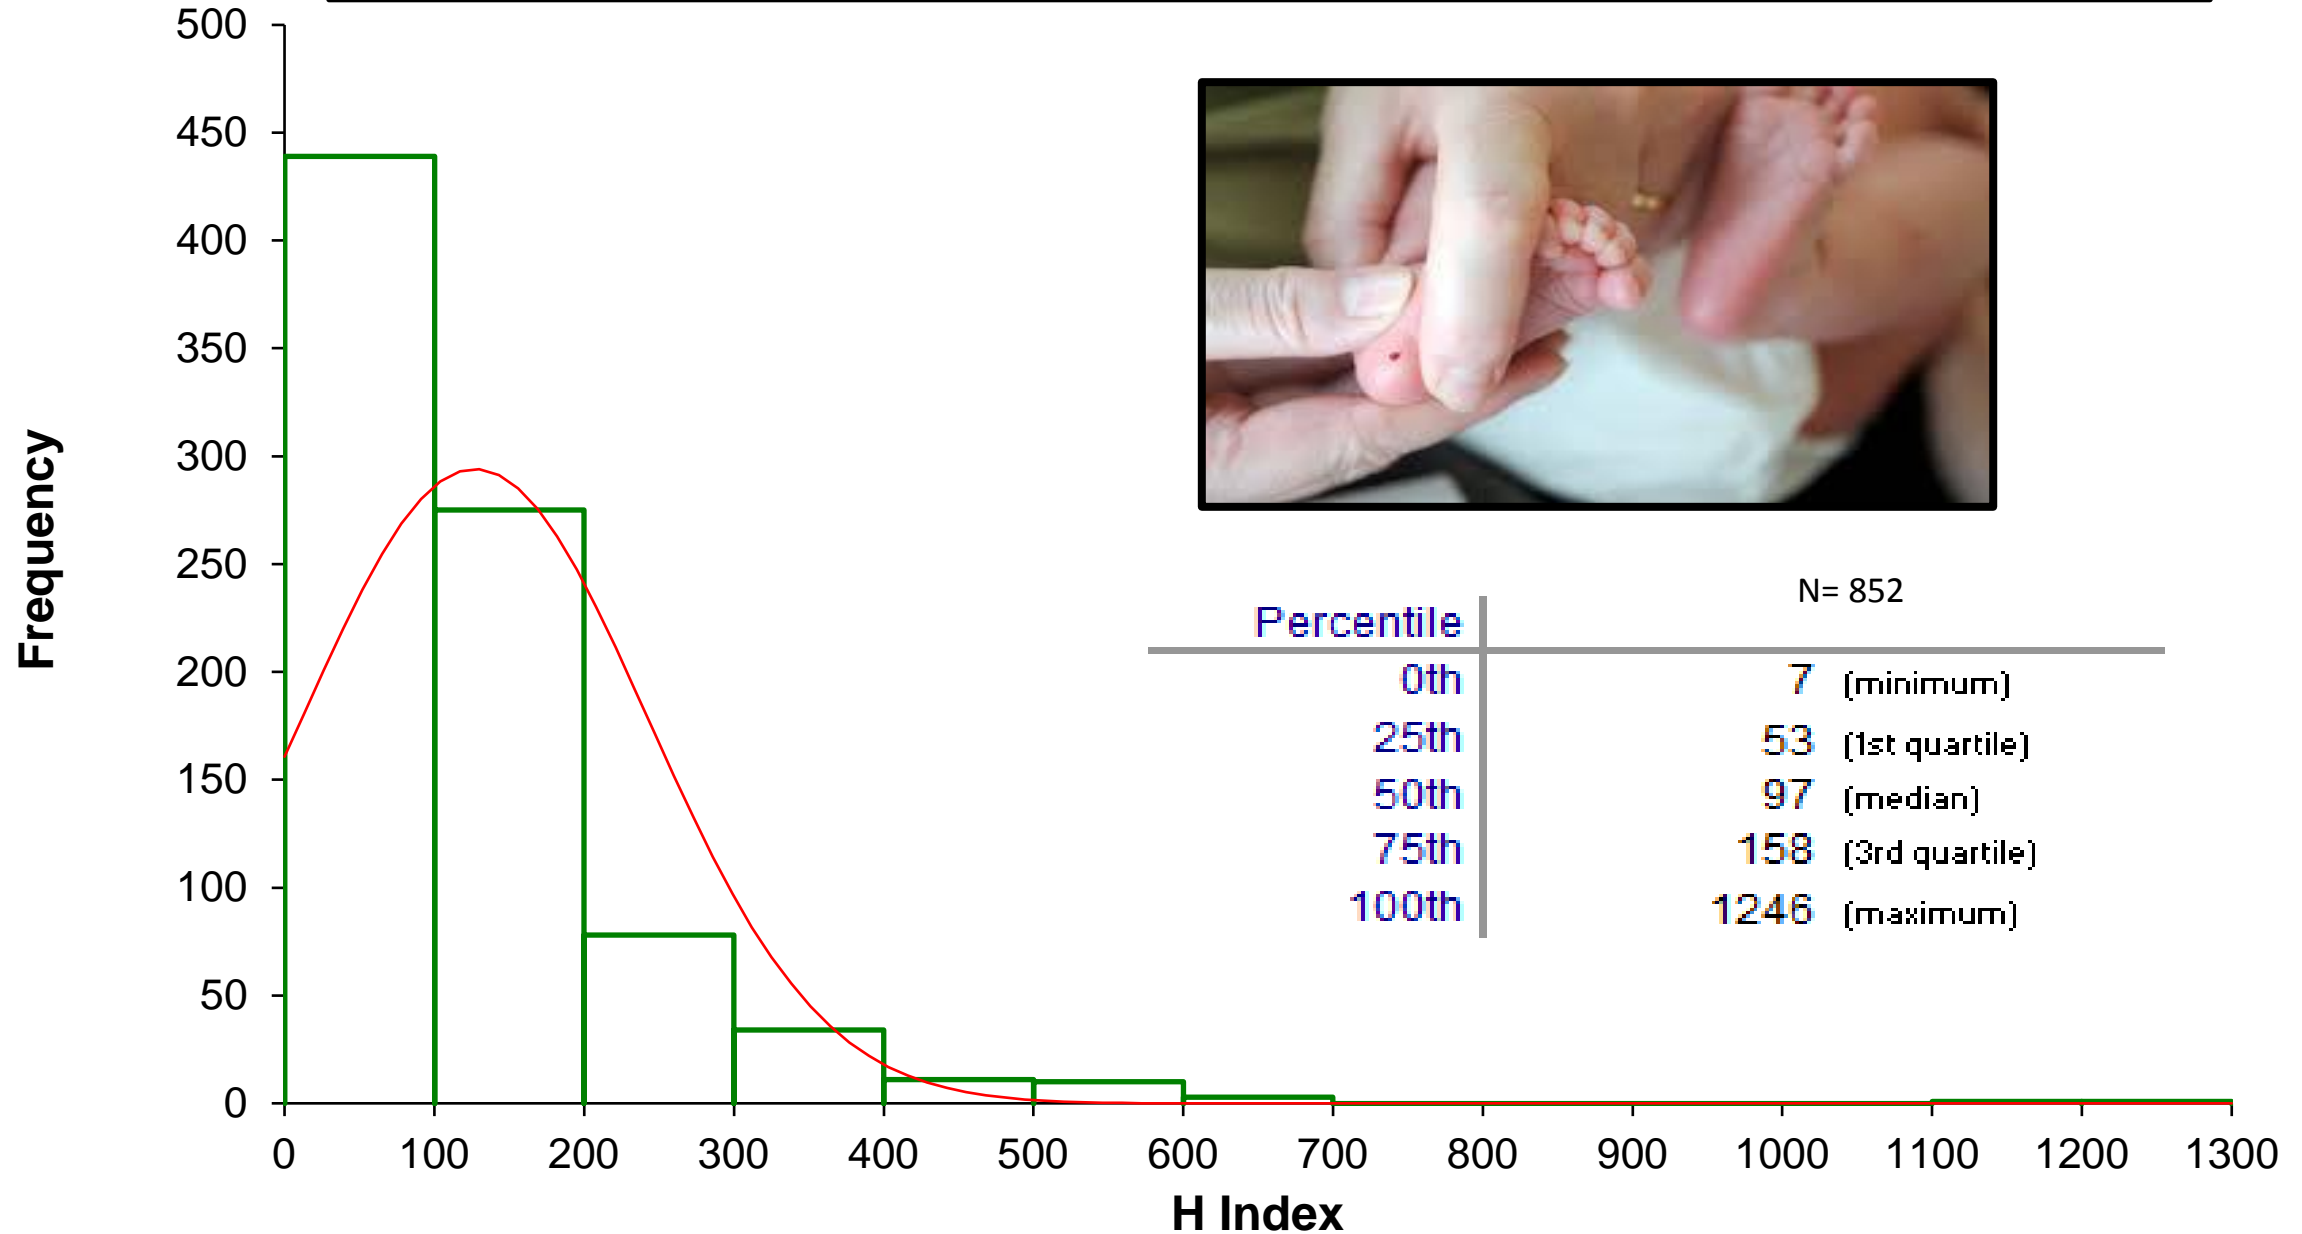 500
450
400
350
300
250
200
150
100
50
0
Frequency
0 100 200 300 400 500 600 700 800 900 1000 1100 1200 1300
H Index
N= 852
Percentile
0th 7 (minimum)
25th 53 (1st quartile)
50th 97 (median)
75th 158 (3rd quartile)
100th 1246 (maximum)